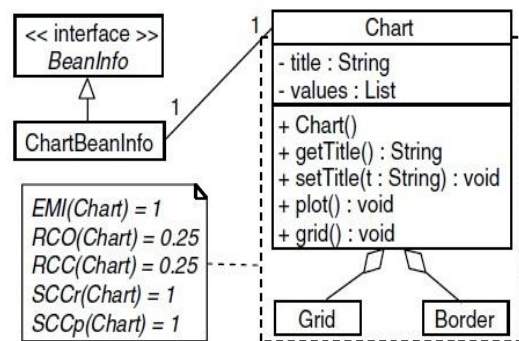 << interface >>
BeanInfo
ChartBeanInfo
1
1
Chart
- title : String
- values : List
+ Chart()
+ getTitle() : String
+ setTitle(t : String) : void
+ plot() : void
+ grid() : void
EMI(Chart) = 1
RCO(Chart) = 0.25
RCC(Chart) = 0.25
SCCr(Chart) = 1
SCCp(Chart) = 1
Grid
Border